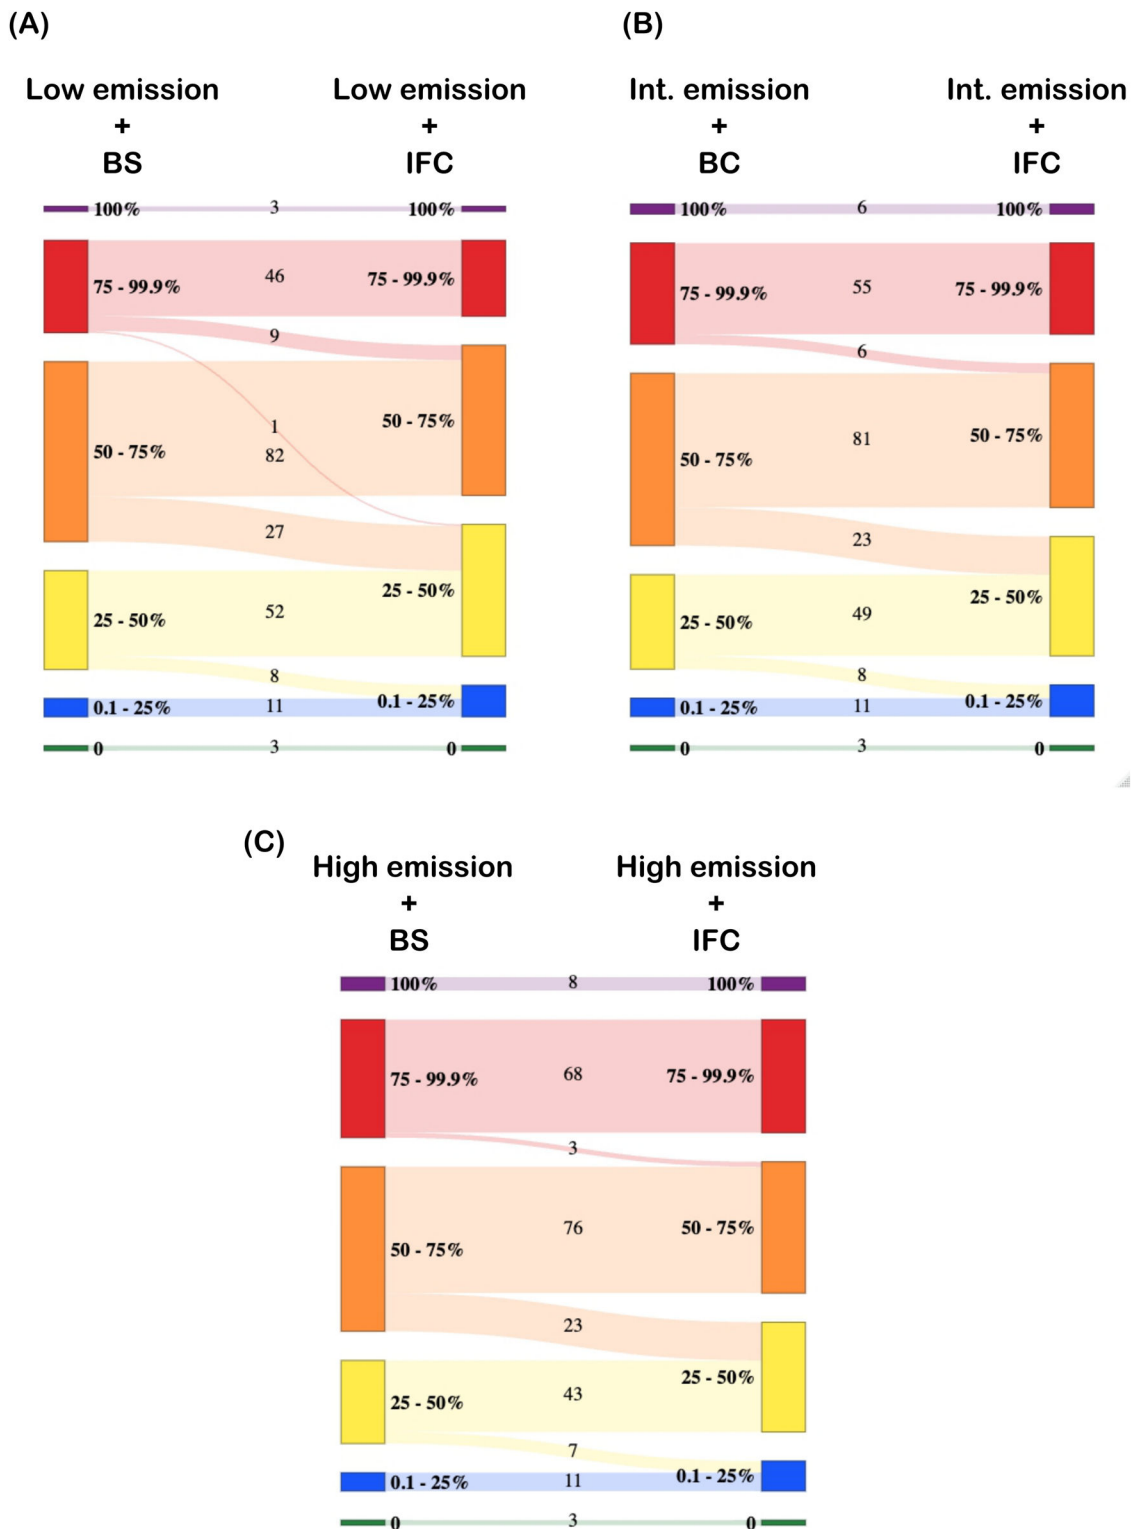 (A)
Low emission
+
BS
Low emission
+
IFC
100% 3 100%
75 - 99.9% 46 75 - 99.9%
9
1
50 - 75% 82 50 - 75%
27
25 - 50% 52 25 - 50%
8
0.1 - 25% 11 0.1 - 25%
0 3 0
(B)
Int. emission
+
BC
Int. emission
+
IFC
100% 6 100%
75 - 99.9% 55 75 - 99.9%
6
50 - 75% 81 50 - 75%
23
25 - 50% 49 25 - 50%
8
0.1 - 25% 11 0.1 - 25%
0 3 0
(C)
High emission
+
BS
High emission
+
IFC
100% 8 100%
75 - 99.9% 68 75 - 99.9%
3
50 - 75% 76 50 - 75%
23
25 - 50% 43 25 - 50%
7
0.1 - 25% 11 0.1 - 25%
0 3 0